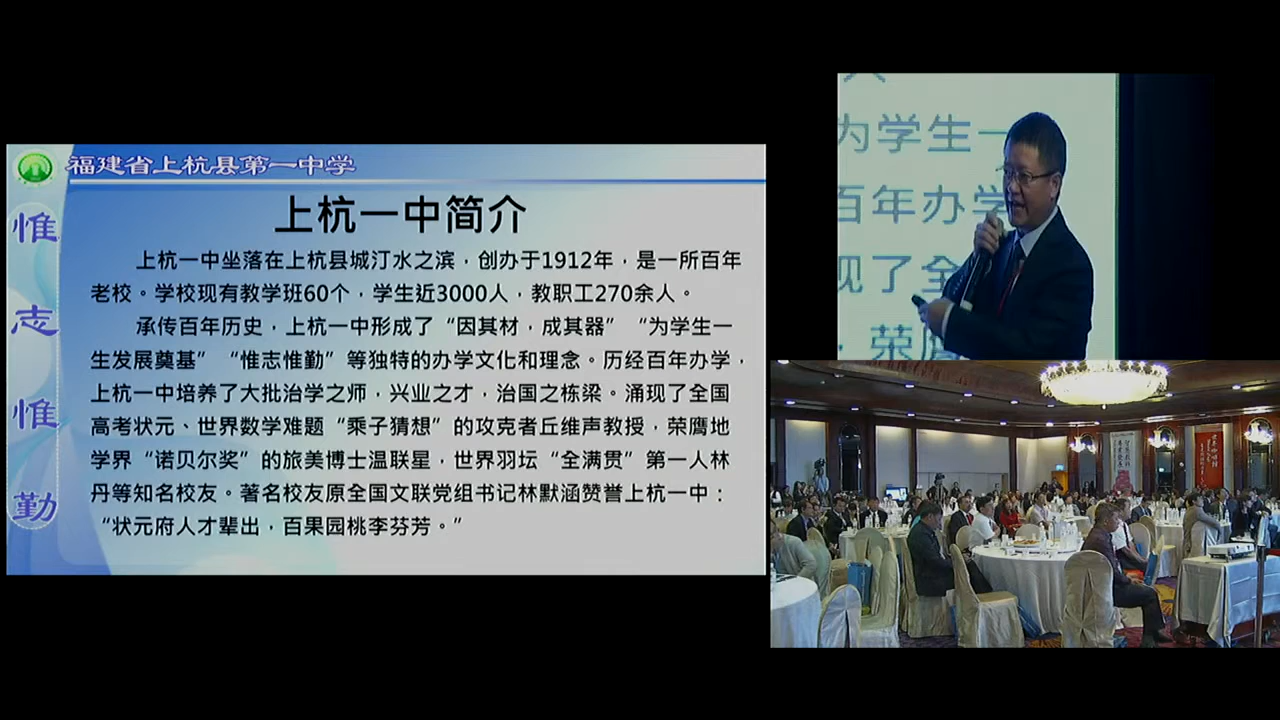 福建省上杭县第一中学
惟
志
惟
勤
上杭一中简介
上杭一中坐落在上杭县城汀水之滨，创办于1912年，是一所百年
老校。学校现有教学班60个，学生近3000人，教职工270余人。
承传百年历史，上杭一中形成了“因其材，成其器”“为学生一
生发展奠基”“惟志惟勤”等独特的办学文化和理念。历经百年办学，
上杭一中培养了大批治学之师，兴业之才，治国之栋梁。涌现了全国
高考状元、世界数学难题“乘子猜想”的攻克者丘维声教授，荣膺地
学界“诺贝尔奖”的旅美博士温联星，世界羽坛“全满贯”第一人林
丹等知名校友。著名校友原全国文联党组书记林默涵赞誉上杭一中：
“状元府人才辈出，百果园桃李芬芳。”
为学生一
百年办学
现了全
荣膺